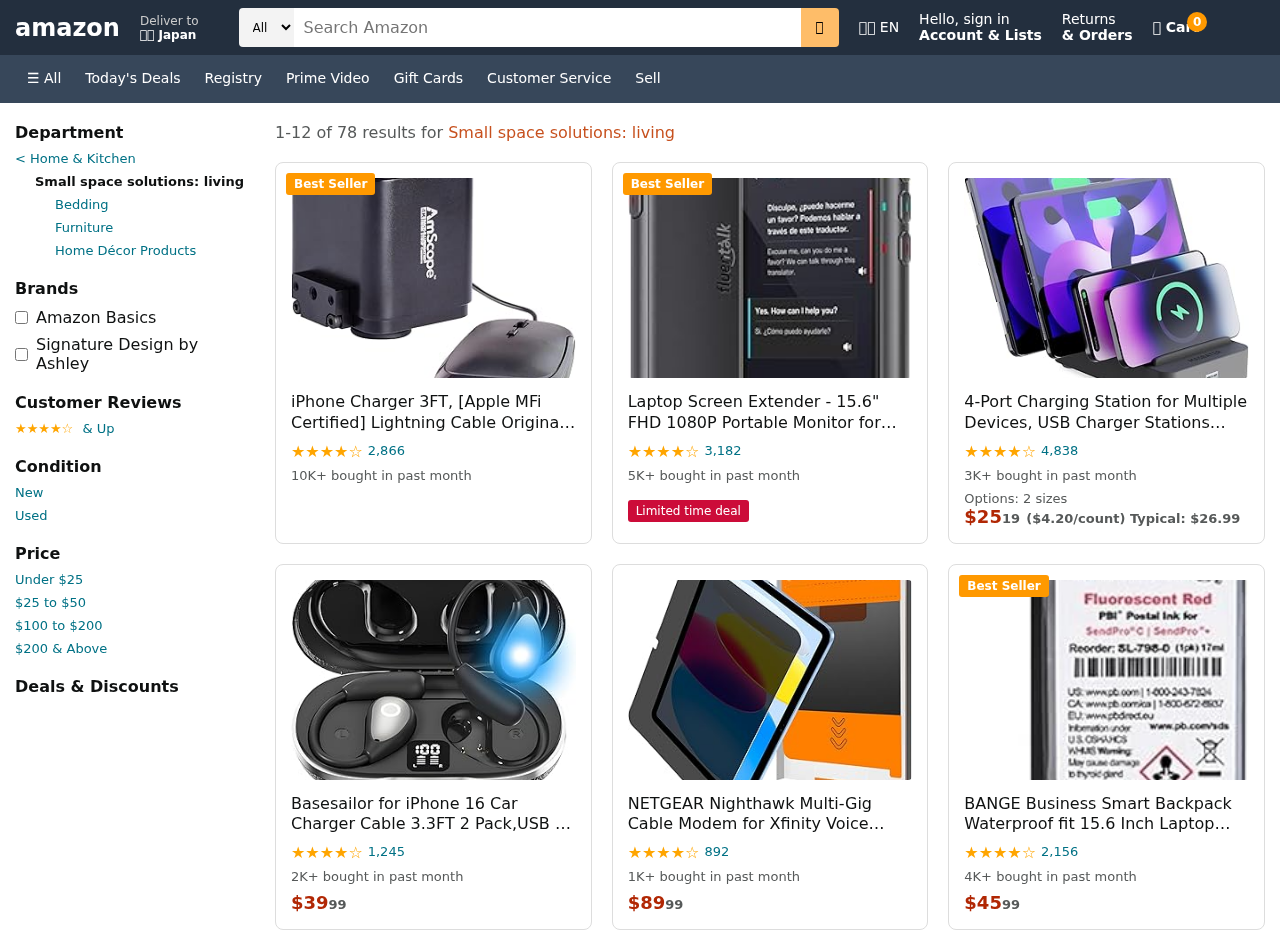 amazon
Deliver to
Japan
All
Search Amazon
EN
Hello, sign in
Account & Lists
Returns
& Orders
0
☰ All
Today's Deals
Registry
Prime Video
Gift Cards
Customer Service
Sell
Department
< Home & Kitchen
Small space solutions: living
Bedding
Furniture
Home Décor Products
Brands
Amazon Basics
Signature Design by
Ashley
Customer Reviews
★★★★☆ & Up
Condition
New
Used
Price
Under $25
$25 to $50
$100 to $200
$200 & Above
Deals & Discounts
1-12 of 78 results for Small space solutions: living
Best Seller
AmScope
iPhone Charger 3FT, [Apple MFi
Certified] Lightning Cable Origina…
★★★★☆ 2,866
10K+ bought in past month
Best Seller
fluentalk
Disculpe, ¿puede hacerme
un favor? Podemos hablar a
través de este traductor.
Excuse me, can you do me a
favor? We can talk through this
translator.
Yes. How can I help you?
Sí. ¿Cómo puedo ayudarle?
Laptop Screen Extender - 15.6"
FHD 1080P Portable Monitor for…
★★★★☆ 3,182
5K+ bought in past month
Limited time deal
4-Port Charging Station for Multiple
Devices, USB Charger Stations…
★★★★☆ 4,838
3K+ bought in past month
Options: 2 sizes
$25 19 ($4.20/count) Typical: $26.99
L
R
Basesailor for iPhone 16 Car
Charger Cable 3.3FT 2 Pack,USB …
★★★★☆ 1,245
2K+ bought in past month
$39 99
NETGEAR Nighthawk Multi-Gig
Cable Modem for Xfinity Voice…
★★★★☆ 892
1K+ bought in past month
$89 99
Best Seller
Fluorescent Red
PBI Postal Ink for
SendPro C | SendPro+
Reorder: SL-798-0 (1pk) 17ml
US: www.pb.com | 1-800-243-7824
CA: www.pb.com/ca | 1-800-672-6937
EU: www.pbdirect.eu
Information under
www.pb.com/sds
U.S. OSHA/HCS
WHMIS Warning:
May cause damage
to thyroid gland
BANGE Business Smart Backpack
Waterproof fit 15.6 Inch Laptop…
★★★★☆ 2,156
4K+ bought in past month
$45 99